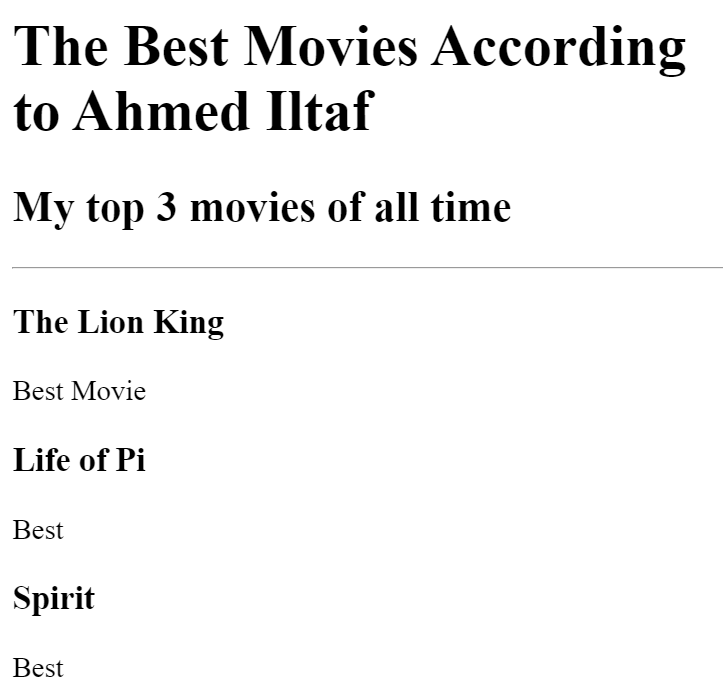 The Best Movies According
to Ahmed Iltaf
My top 3 movies of all time
The Lion King
Best Movie
Life of Pi
Best
Spirit
Best